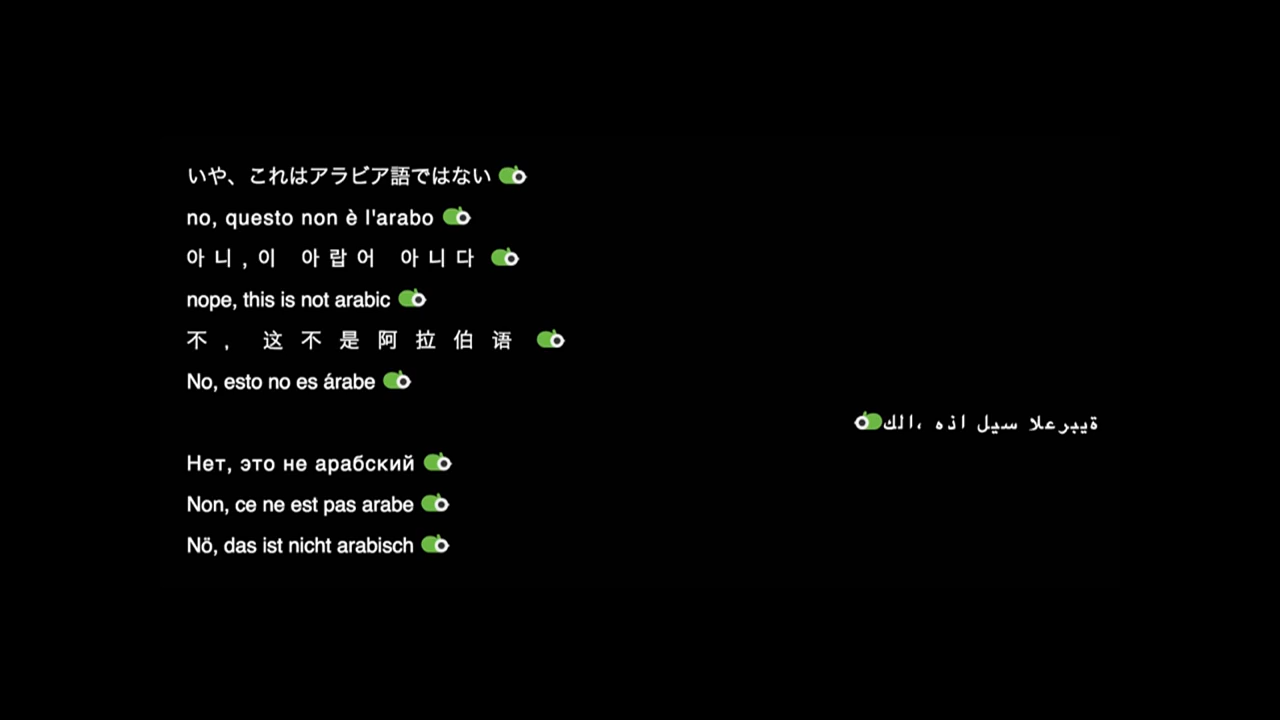 いや、これはアラビア語ではない
no, questo non è l'arabo
아니,이 아랍어 아니다
nope, this is not arabic
不, 这不是阿拉伯语
No, esto no es árabe
ةيبرعلا سيل اذه ،الك
Нет, это не арабский
Non, ce ne est pas arabe
Nö, das ist nicht arabisch